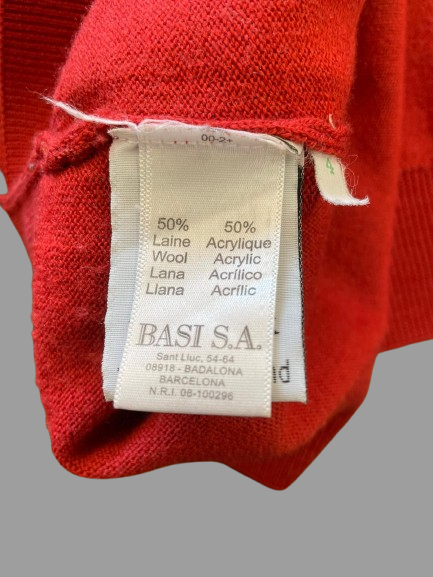 00-2+
4
50% 50%
Laine Acrylique
Wool Acrylic
Lana Acrílico
Llana Acrílic
BASI S.A.
Sant Lluc, 54-64
08918 - BADALONA
BARCELONA
N.R.I. 08-100296